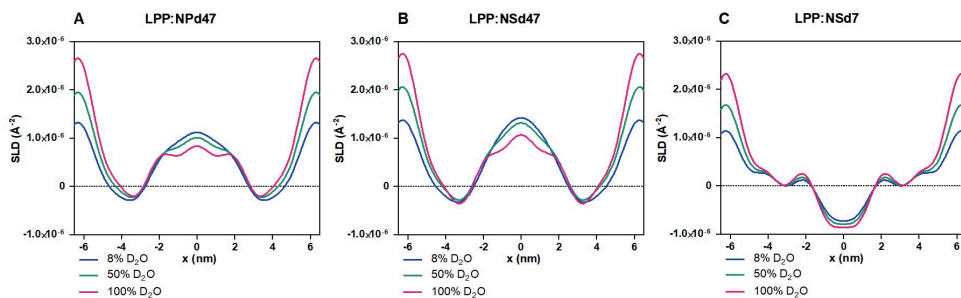 A LPP:NPd47
3.0x10⁻⁶
2.0x10⁻⁶
1.0x10⁻⁶
0
-1.0x10⁻⁶
SLD (Å⁻²)
-6 -4 -2 0 2 4 6
x (nm)
8% D₂O
50% D₂O
100% D₂O
B LPP:NSd47
3.0x10⁻⁶
2.0x10⁻⁶
1.0x10⁻⁶
0
-1.0x10⁻⁶
SLD (Å⁻²)
-6 -4 -2 0 2 4 6
x (nm)
8% D₂O
50% D₂O
100% D₂O
C LPP:NSd7
3.0x10⁻⁶
2.0x10⁻⁶
1.0x10⁻⁶
0
-1.0x10⁻⁶
SLD (Å⁻²)
-6 -4 -2 0 2 4 6
x (nm)
8% D₂O
50% D₂O
100% D₂O